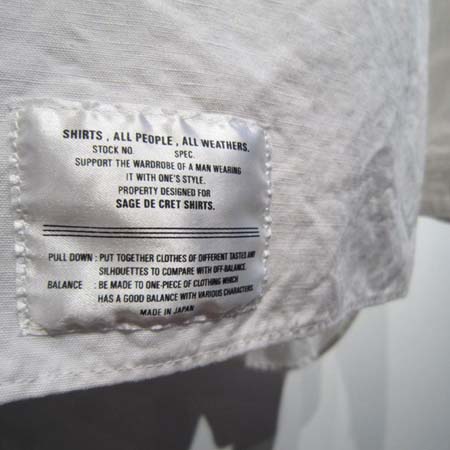 SHIRTS , ALL PEOPLE , ALL WEATHERS.
STOCK NO. SPEC.
SUPPORT THE WARDROBE OF A MAN WEARING
IT WITH ONE'S STYLE.
PROPERTY DESIGNED FOR
SAGE DE CRET SHIRTS.
PULL DOWN : PUT TOGETHER CLOTHES OF DIFFERENT TASTES AND
SILHOUETTES TO COMPARE WITH OFF-BALANCE.
BALANCE : BE MADE TO ONE-PIECE OF CLOTHING WHICH
HAS A GOOD BALANCE WITH VARIOUS CHARACTERS.
MADE IN JAPAN